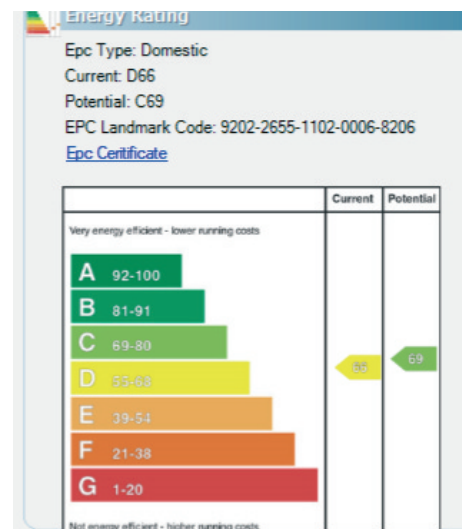 Energy Rating
Epc Type: Domestic
Current: D66
Potential: C69
EPC Landmark Code: 9202-2655-1102-0006-8206
Epc Certificate
Current Potential
Very energy efficient - lower running costs
A 92-100
B 81-91
C 69-80
D 55-68
E 39-54
F 21-38
G 1-20
66 69
Not energy efficient - higher running costs